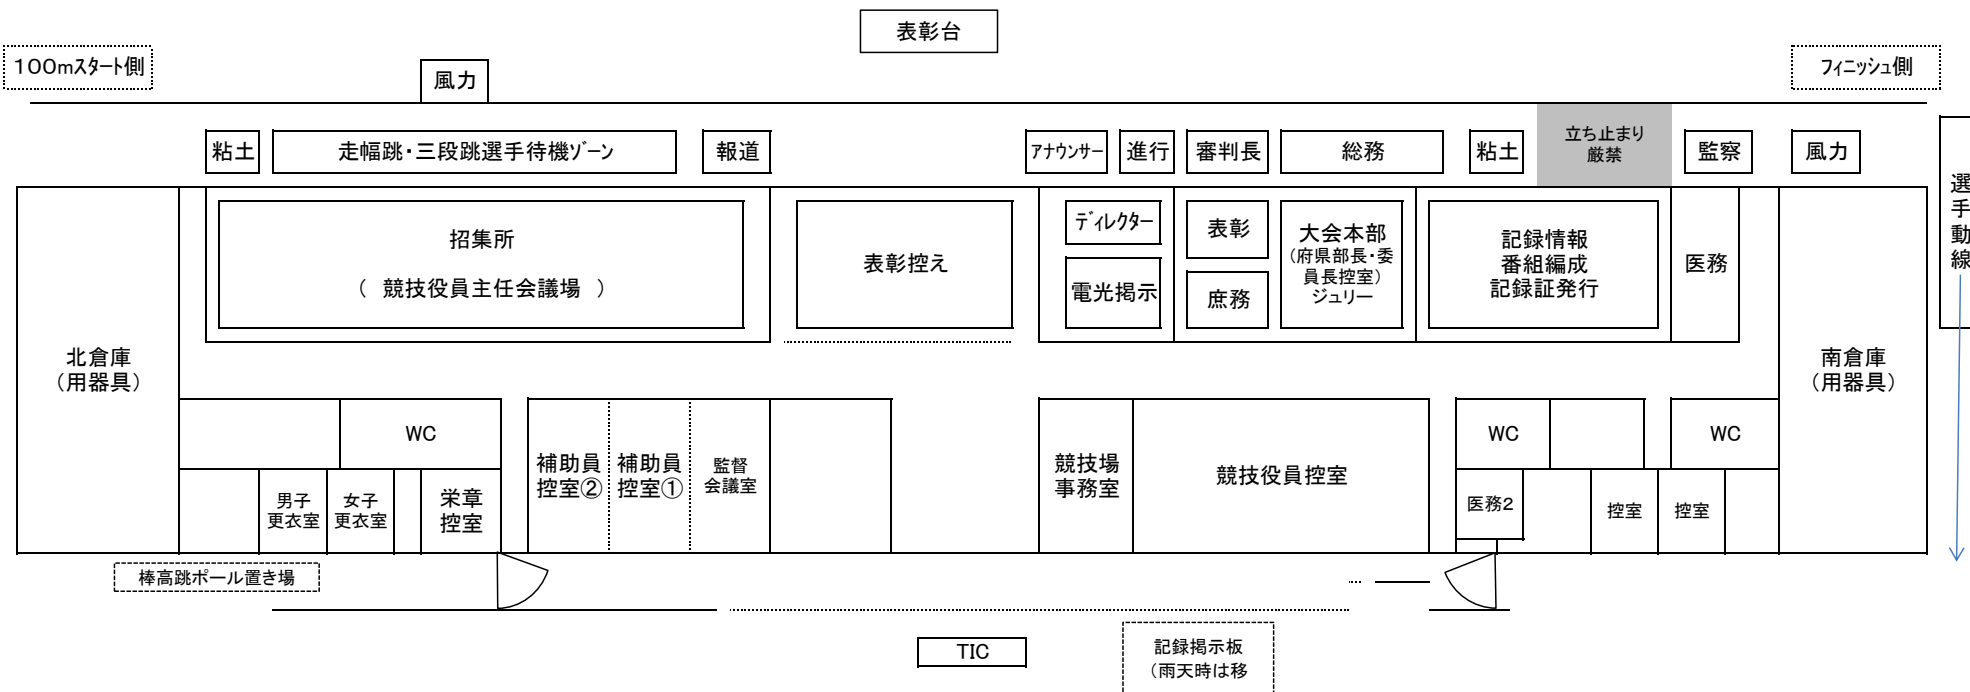 表彰台
100mスタート側
フィニッシュ側
風力
粘土
走幅跳・三段跳選手待機ゾーン
報道
アナウンサー
進行
審判長
総務
粘土
立ち止まり
厳禁
監察
風力
選手動線
招集所
(　競技役員主任会議場　)
表彰控え
ディレクター
電光掲示
表彰
庶務
大会本部
(府県部長・委
員長控室)
ジュリー
記録情報
番組編成
記録証発行
医務
北倉庫
(用器具)
南倉庫
(用器具)
WC
男子
更衣室
女子
更衣室
栄章
控室
補助員
控室②
補助員
控室①
監督
会議室
競技場
事務室
競技役員控室
WC
WC
医務2
控室
控室
棒高跳ポール置き場
TIC
記録掲示板
(雨天時は移